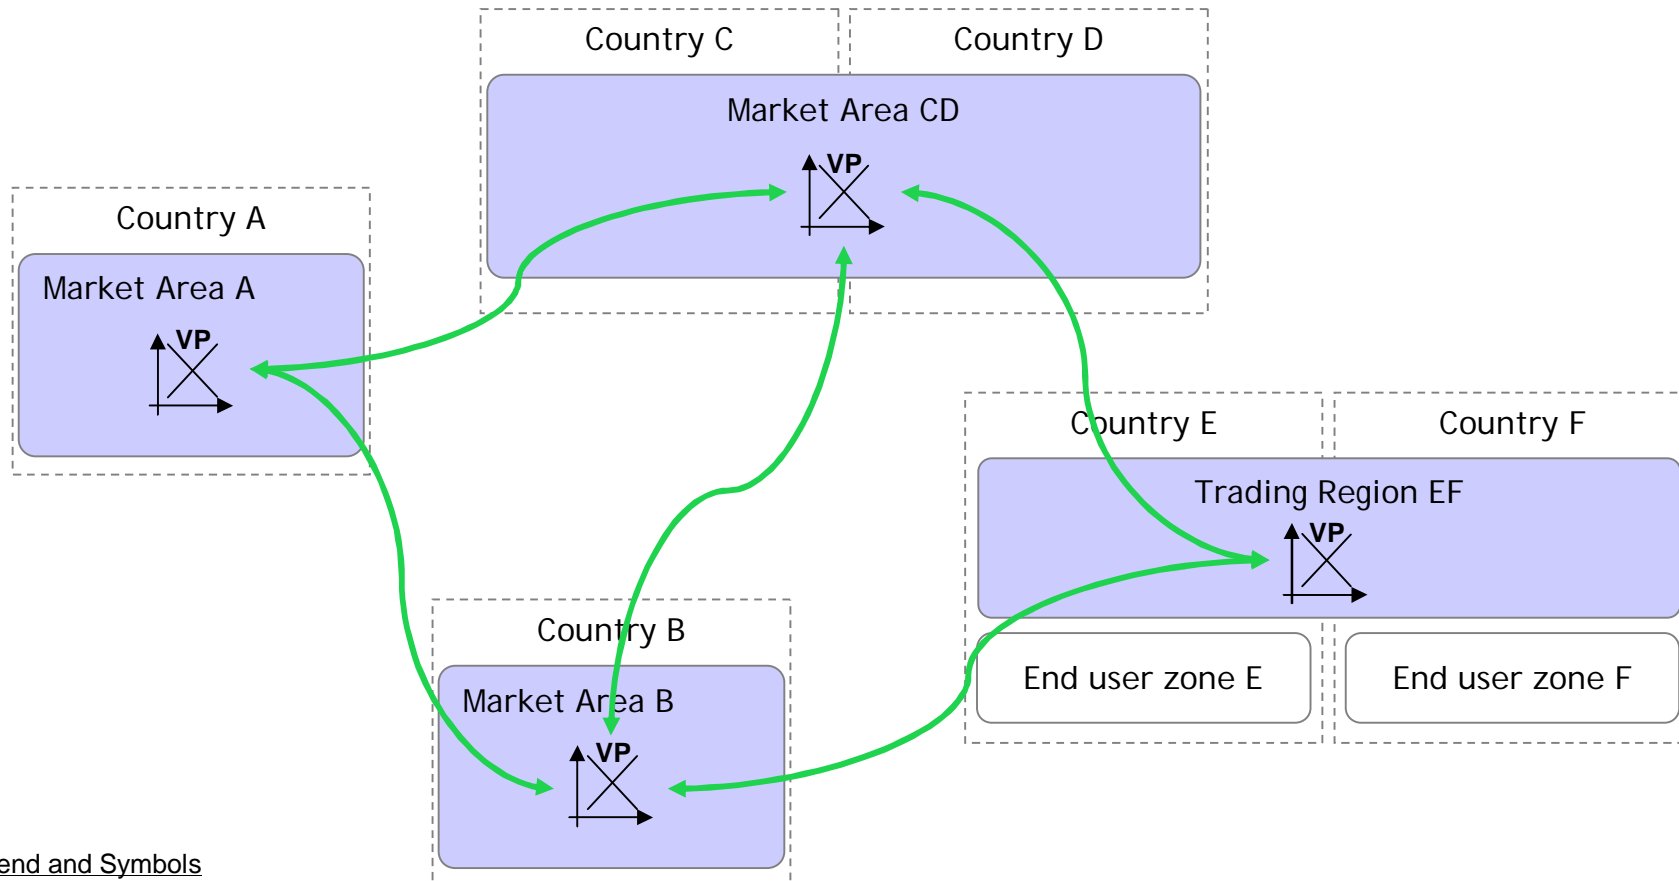 Country C
Country D
Market Area CD
VP
Country A
Market Area A
VP
Country E
Country F
Trading Region EF
VP
End user zone E
End user zone F
Country B
Market Area B
VP
end and Symbols